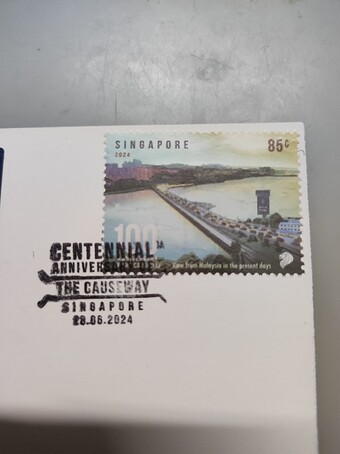 SINGAPORE 85¢
2024
100
View from Malaysia in the present days
CENTENNIAL
ANNIVERSARY
THE CAUSEWAY
SINGAPORE
28.06.2024